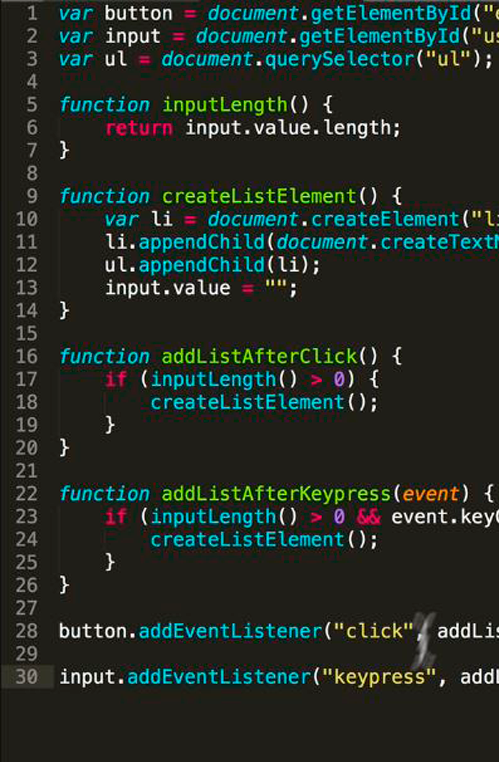 1 var button = document.getElementById("
2 var input = document.getElementById("us
3 var ul = document.querySelector("ul");
4
5 function inputLength() {
6 return input.value.length;
7 }
8
9 function createListElement() {
10 var li = document.createElement("li
11 li.appendChild(document.createText
12 ul.appendChild(li);
13 input.value = "";
14 }
15
16 function addListAfterClick() {
17 if (inputLength() > 0) {
18 createListElement();
19 }
20 }
21
22 function addListAfterKeypress(event) {
23 if (inputLength() > 0 && event.key
24 createListElement();
25 }
26 }
27
28 button.addEventListener("click", addLis
29
30 input.addEventListener("keypress", add